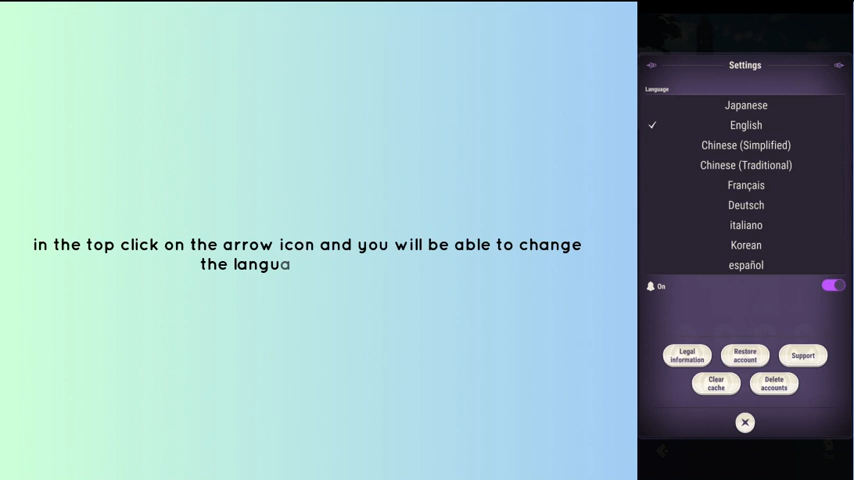 in the top click on the arrow icon and you will be able to change
the langua
Settings
Language
Japanese
English
Chinese (Simplified)
Chinese (Traditional)
Français
Deutsch
italiano
Korean
español
On
Legal
information
Restore
account
Support
Clear
cache
Delete
accounts